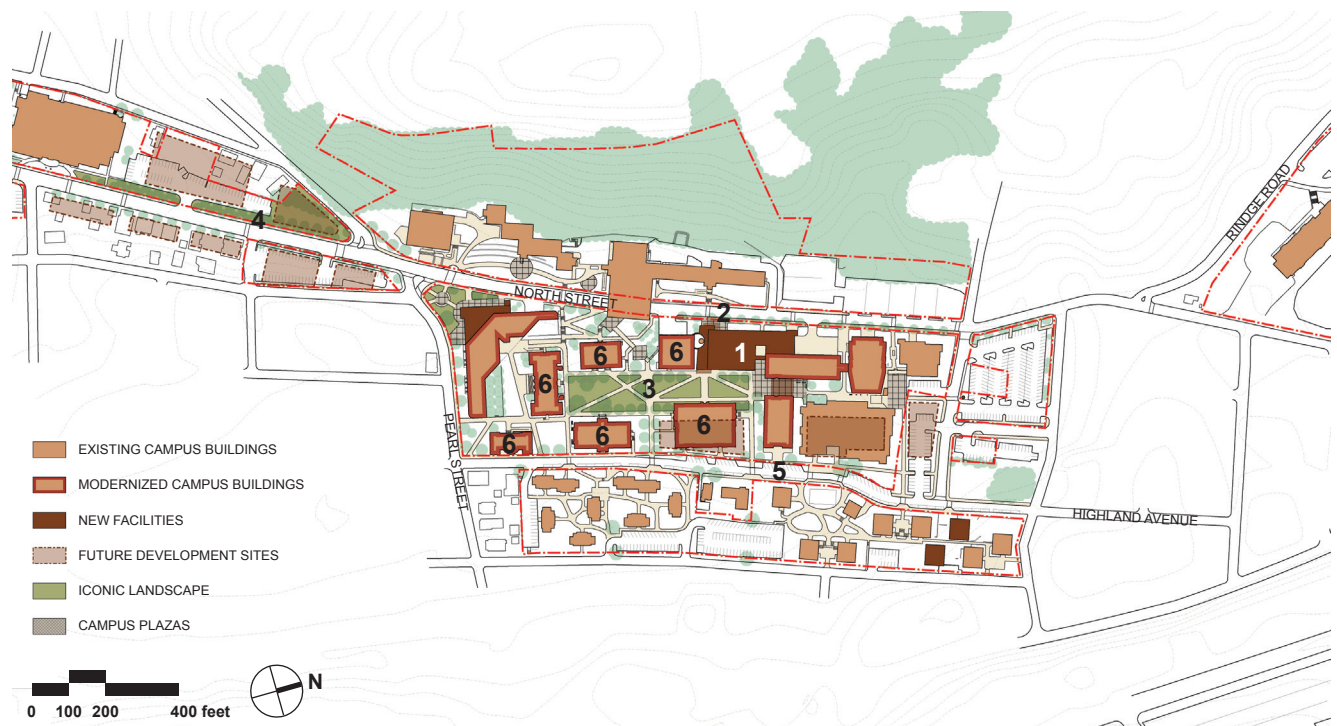 RINDGE ROAD
4
NORTH STREET
2
1
6
6
6
3
6
6
6
5
PEARL STREET
HIGHLAND AVENUE
EXISTING CAMPUS BUILDINGS
MODERNIZED CAMPUS BUILDINGS
NEW FACILITIES
FUTURE DEVELOPMENT SITES
ICONIC LANDSCAPE
CAMPUS PLAZAS
N
0 100 200 400 feet